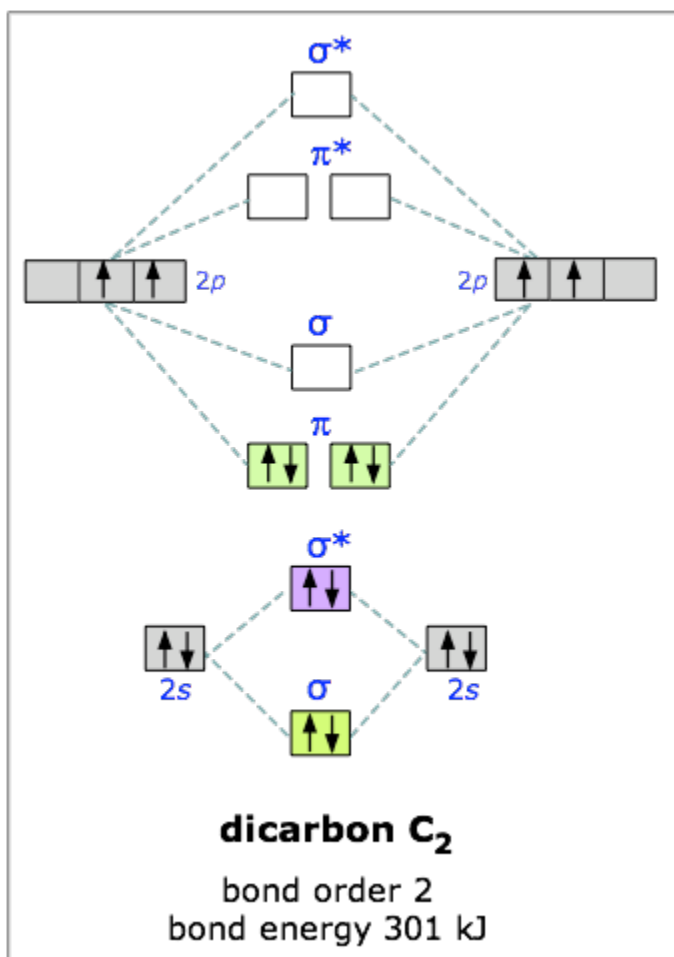 σ*
π*
2p 2p
σ
π
σ*
2s σ 2s
dicarbon C₂
bond order 2
bond energy 301 kJ